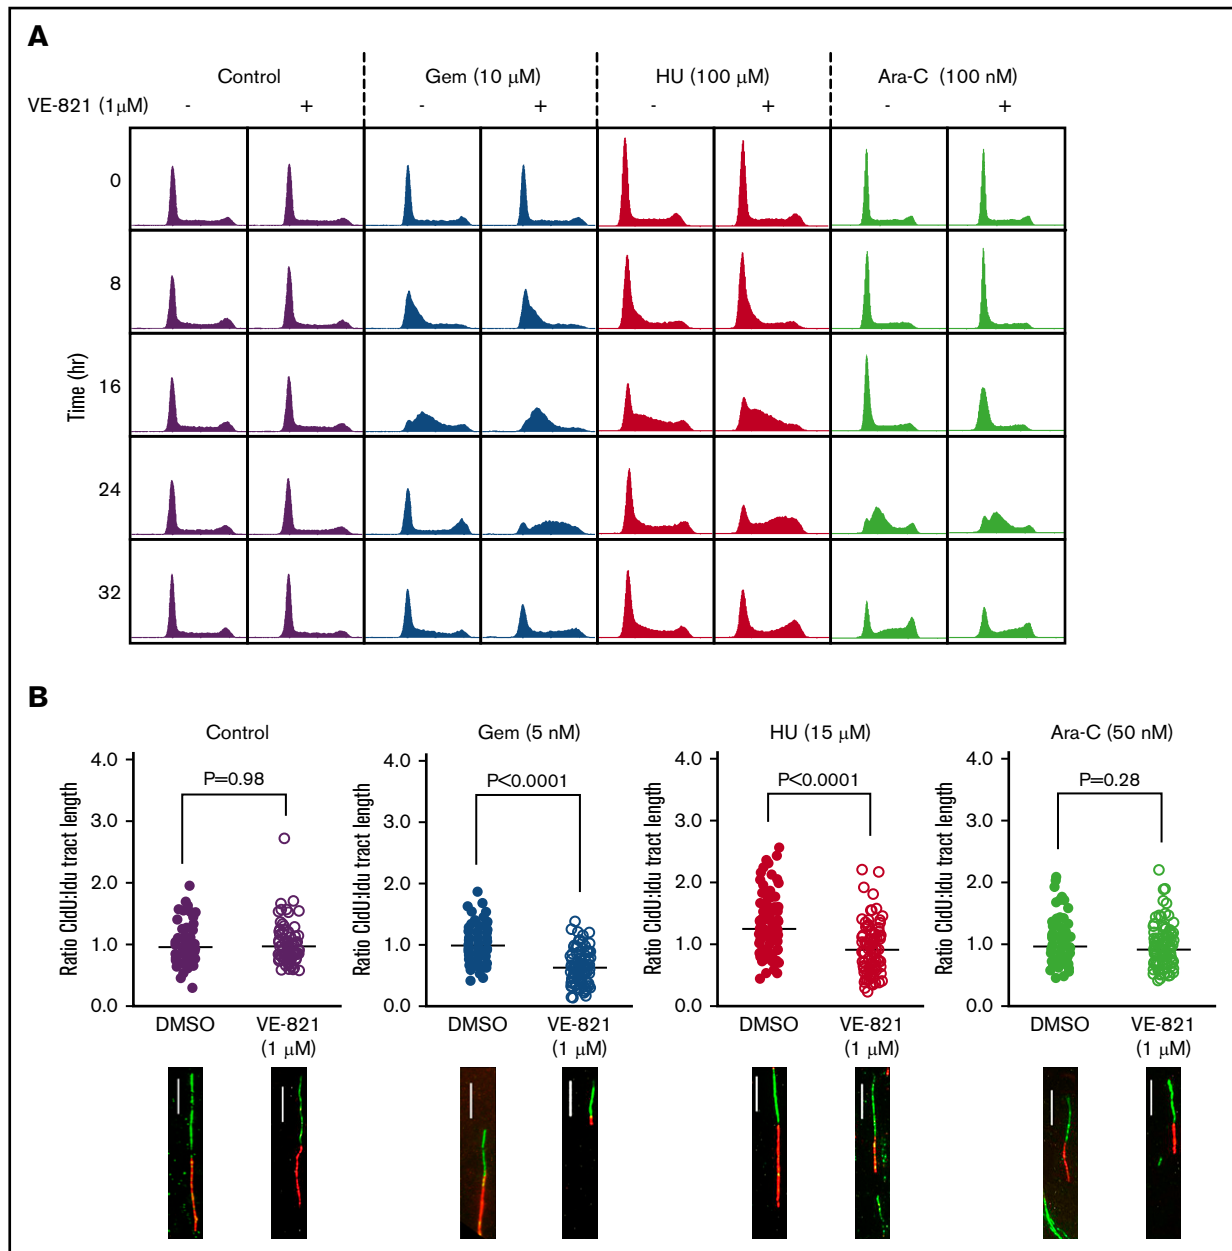 A
Control Gem (10 μM) HU (100 μM) Ara-C (100 nM)
VE-821 (1μM) - + - + - + - +
Time (hr)
0
8
16
24
32
B
Control Gem (5 nM) HU (15 μM) Ara-C (50 nM)
Ratio CldU:Idu tract length
4.0
3.0
2.0
1.0
0.0
P=0.98
DMSO VE-821
(1 μM)
Ratio CldU:Idu tract length
4.0
3.0
2.0
1.0
0.0
P<0.0001
DMSO VE-821
(1 μM)
Ratio CldU:Idu tract length
4.0
3.0
2.0
1.0
0.0
P<0.0001
DMSO VE-821
(1 μM)
Ratio CldU:Idu tract length
4.0
3.0
2.0
1.0
0.0
P=0.28
DMSO VE-821
(1 μM)